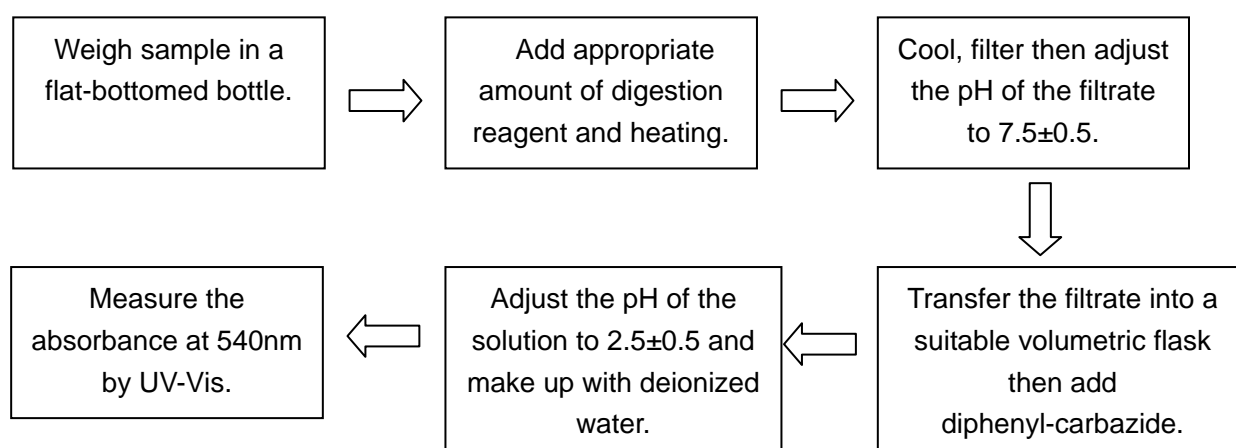 Weigh sample in a
flat-bottomed bottle.
Add appropriate
amount of digestion
reagent and heating.
Cool, filter then adjust
the pH of the filtrate
to 7.5±0.5.
Transfer the filtrate into a
suitable volumetric flask
then add
diphenyl-carbazide.
Adjust the pH of the
solution to 2.5±0.5 and
make up with deionized
water.
Measure the
absorbance at 540nm
by UV-Vis.